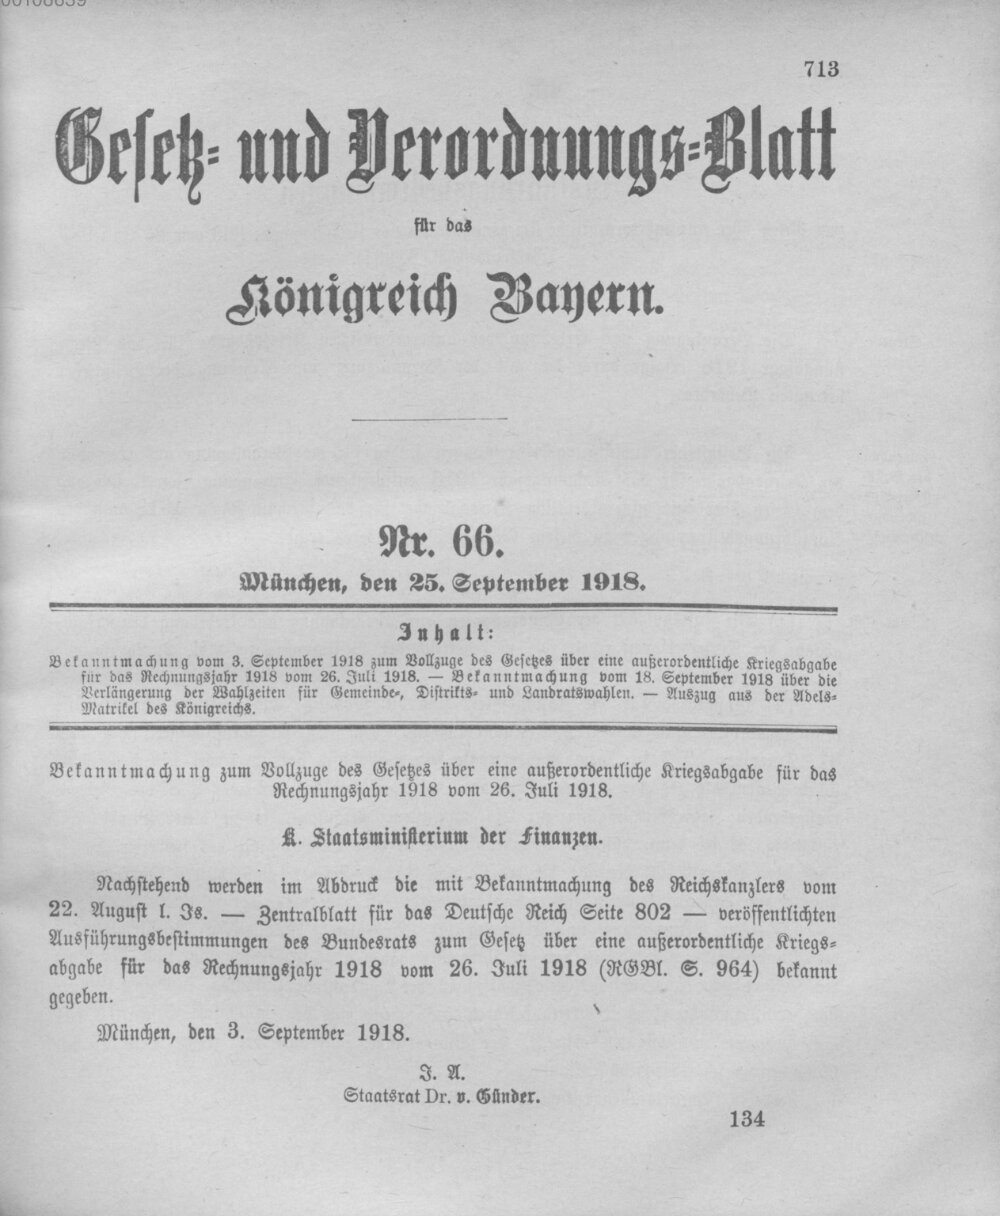 713
Gesetz- und Verordnungs-Blatt
für das
Königreich Bayern.
Nr. 66.
München, den 25. September 1918.
Inhalt:
Bekanntmachung vom 3. September 1918 zum Vollzuge des Gesetzes über eine außerordentliche Kriegsabgabe
für das Rechnungsjahr 1918 vom 26. Juli 1918. — Bekanntmachung vom 18. September 1918 über die
Verlängerung der Wahlzeiten für Gemeinde-, Distrikts- und Landratswahlen. — Auszug aus der Adels-
Matrikel des Königreichs.
Bekanntmachung zum Vollzuge des Gesetzes über eine außerordentliche Kriegsabgabe für das
Rechnungsjahr 1918 vom 26. Juli 1918.
K. Staatsministerium der Finanzen.
Nachstehend werden im Abdruck die mit Bekanntmachung des Reichskanzlers vom
22. August l. Js. — Zentralblatt für das Deutsche Reich Seite 802 — veröffentlichten
Ausführungsbestimmungen des Bundesrats zum Gesetz über eine außerordentliche Kriegs-
abgabe für das Rechnungsjahr 1918 vom 26. Juli 1918 (RGBl. S. 964) bekannt
gegeben.
München, den 3. September 1918.
J. A.
Staatsrat Dr. v. Günder.
134